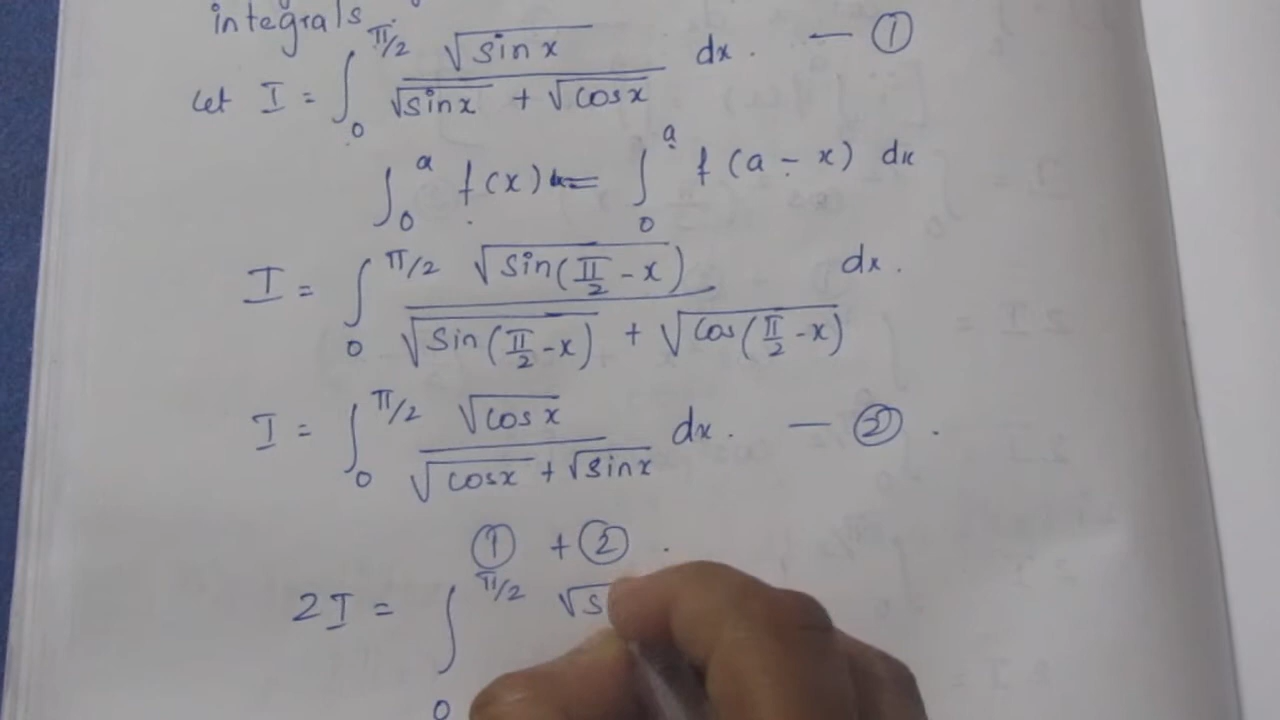 integrals
Let I = ∫₀^(π/2) √sin x / (√sin x + √cos x) dx. — ①
∫₀^a f(x) = ∫₀^a f(a - x) dx
I = ∫₀^(π/2) √sin(π/2 - x) / (√sin(π/2 - x) + √cos(π/2 - x)) dx.
I = ∫₀^(π/2) √cos x / (√cos x + √sin x) dx. — ②.
① + ②.
2I = ∫₀^(π/2) √s